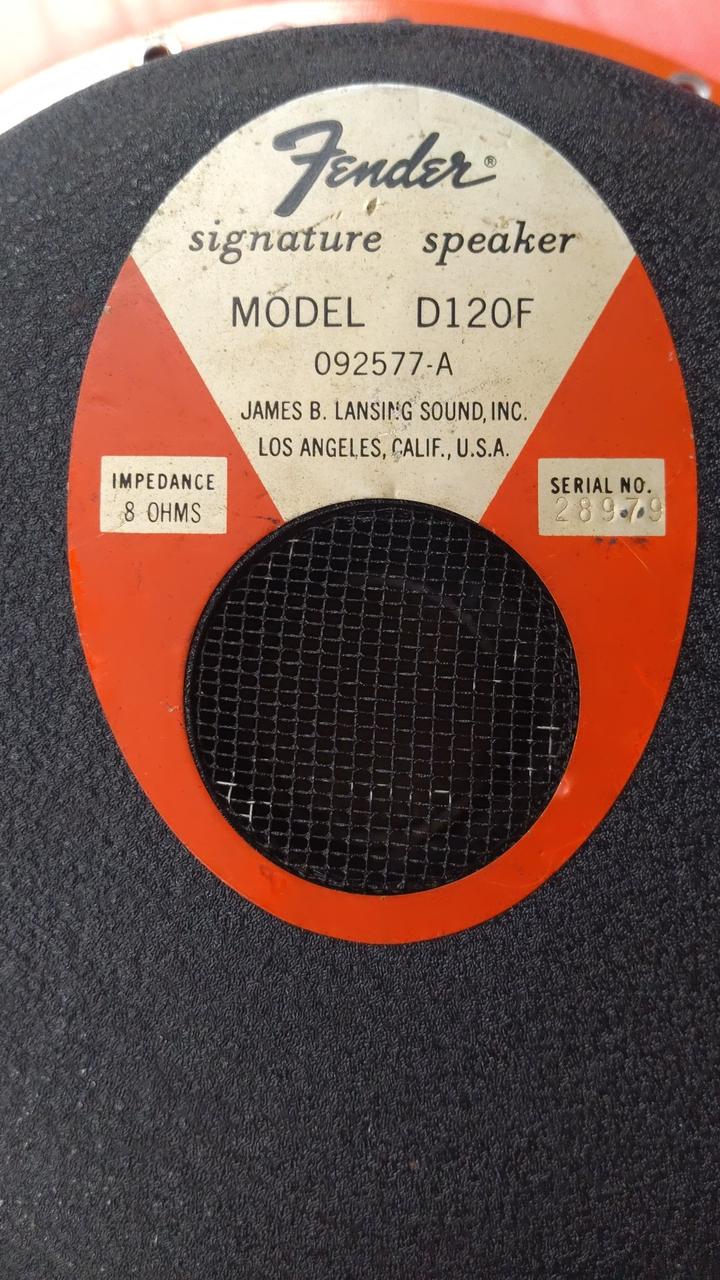 Fender®
signature speaker
MODEL D120F
092577-A
JAMES B. LANSING SOUND, INC.
LOS ANGELES, CALIF., U.S.A.
IMPEDANCE
8 OHMS
SERIAL NO.
28979